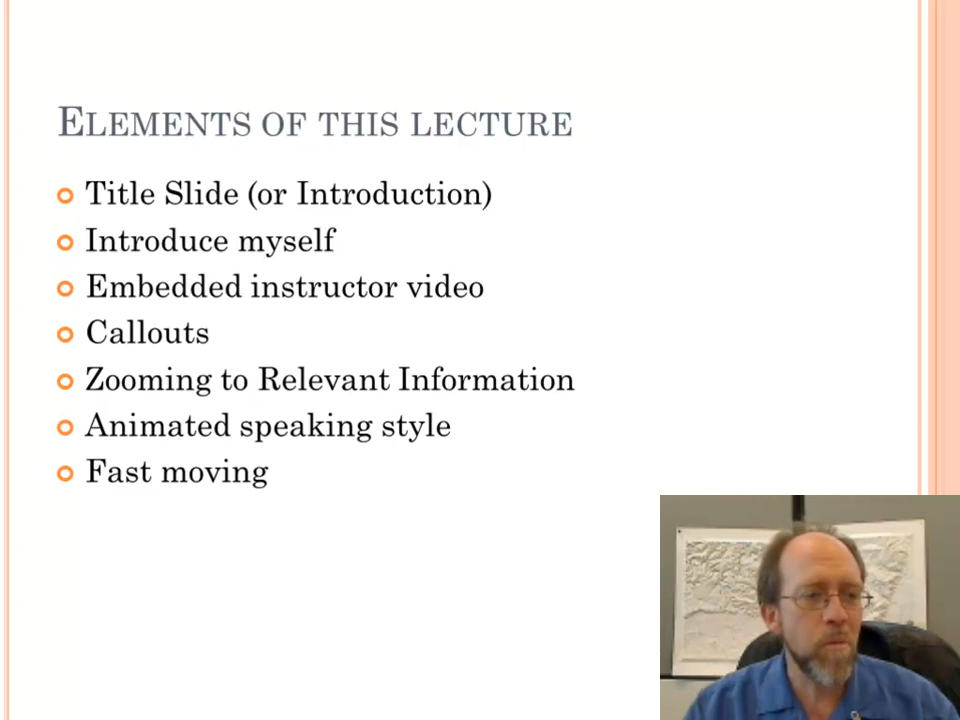 Elements of this lecture
Title Slide (or Introduction)
Introduce myself
Embedded instructor video
Callouts
Zooming to Relevant Information
Animated speaking style
Fast moving